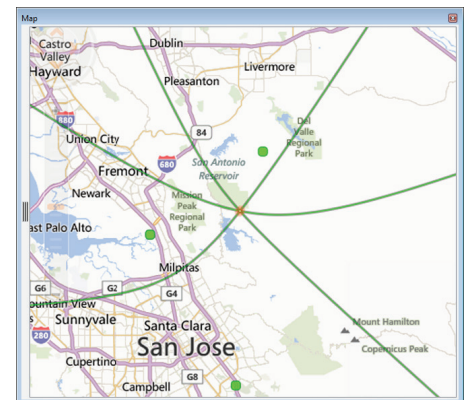 Map
Castro
Valley
Dublin
Hayward
Livermore
Pleasanton
880
84
Del
Valle
Regional
Park
Union City
680
San Antonio
Reservoir
Fremont
Newark
Mission
Peak
Regional
Park
ast Palo Alto
Milpitas
G6
G2
G4
ountain View
Sunnyvale
Santa Clara
Mount Hamilton
280
San Jose
Copernicus Peak
Cupertino
G8
Campbell